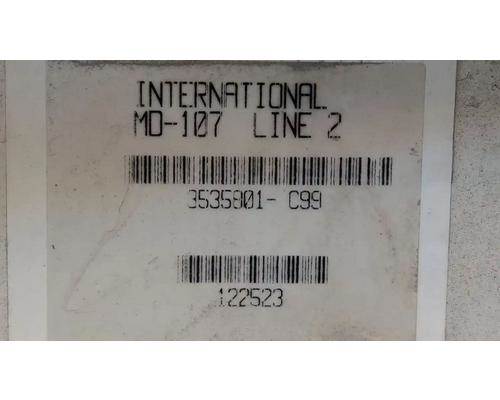 INTERNATIONAL
MD-107 LINE 2
3535901- C99
122523